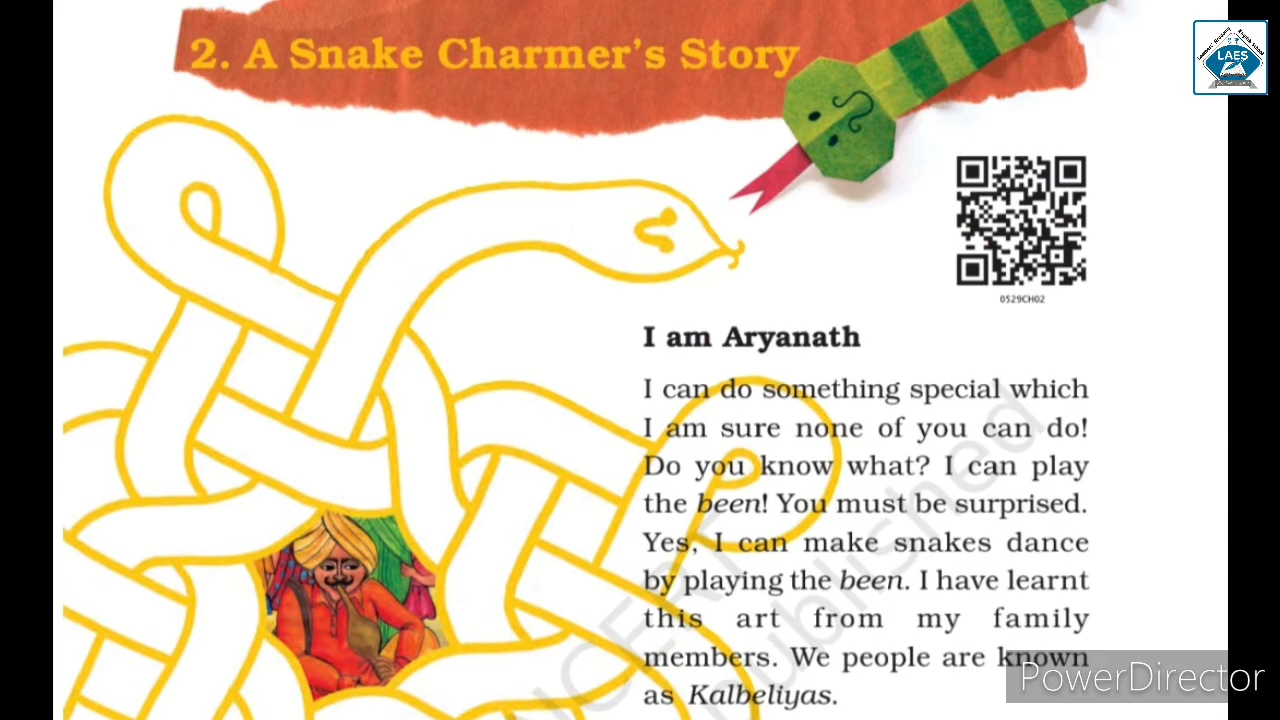 2. A Snake Charmer's Story
LAES
0529CH02
I am Aryanath
I can do something special which
I am sure none of you can do!
Do you know what? I can play
the been! You must be surprised.
Yes, I can make snakes dance
by playing the been. I have learnt
this art from my family
members. We people are known
as Kalbeliyas.
NCERT
published
PowerDirector